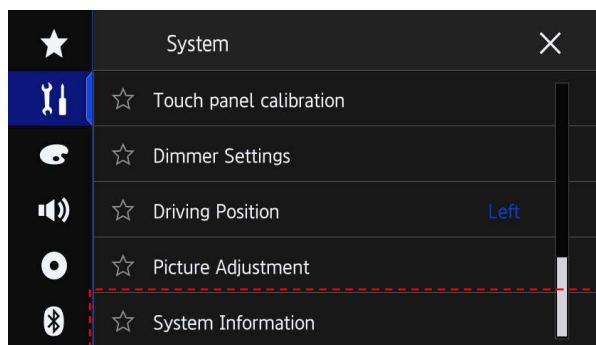 System
Touch panel calibration
Dimmer Settings
Driving Position Left
Picture Adjustment
System Information